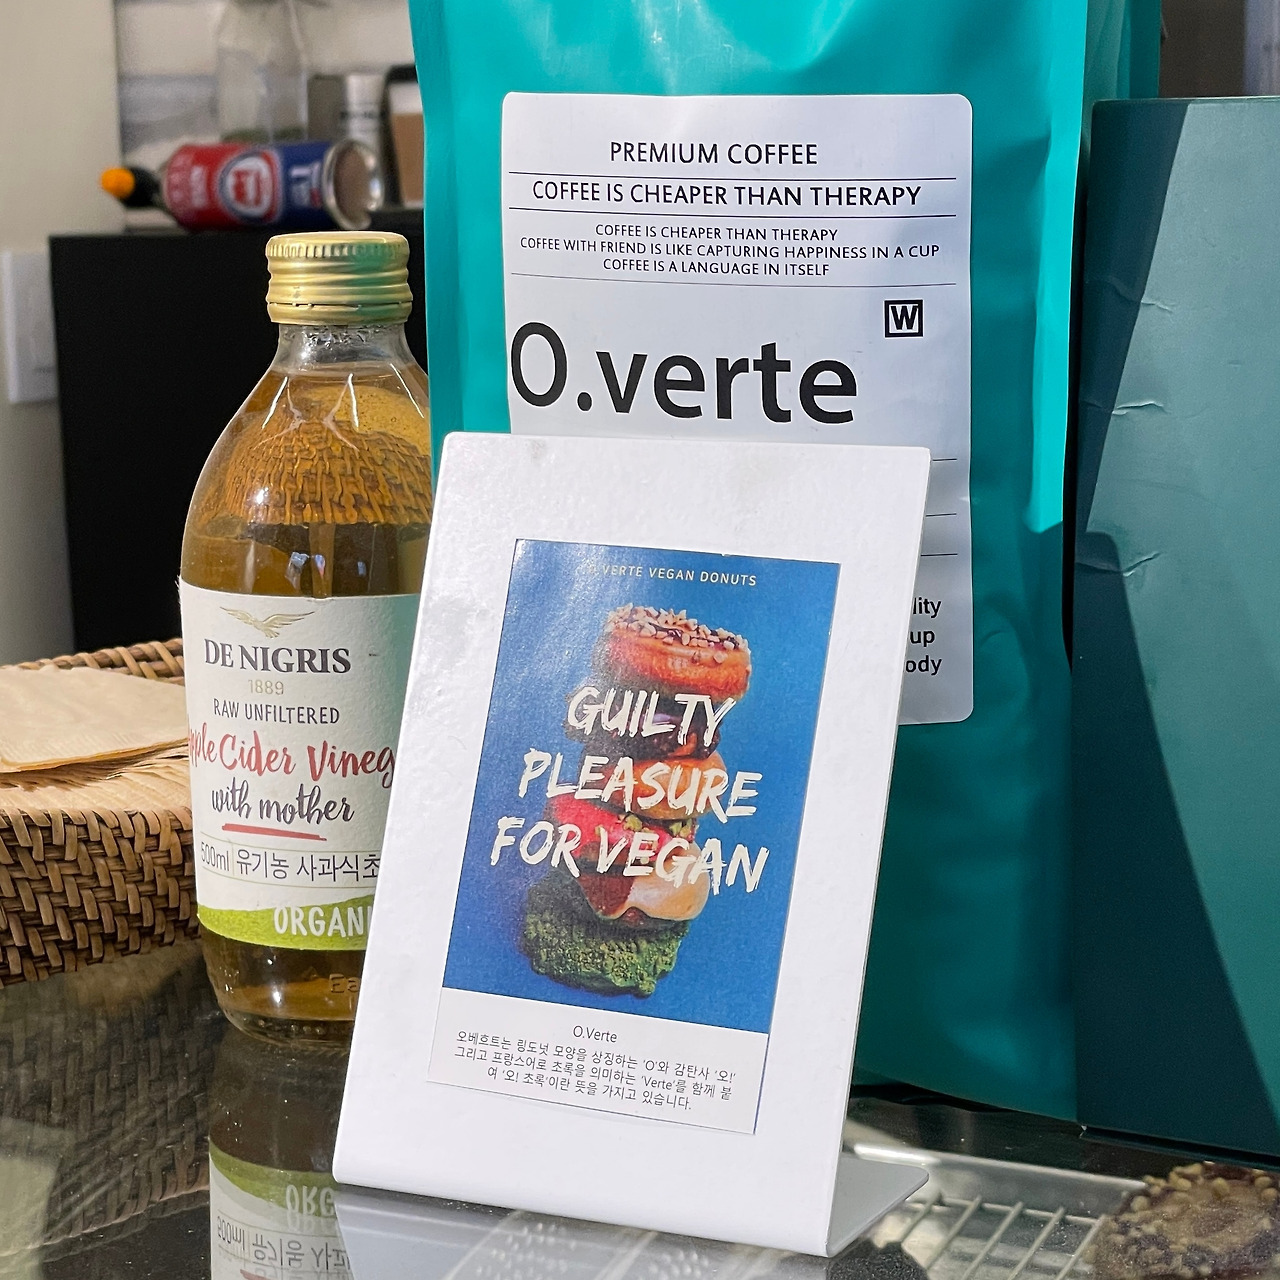 PREMIUM COFFEE
COFFEE IS CHEAPER THAN THERAPY
COFFEE IS CHEAPER THAN THERAPY
COFFEE WITH FRIEND IS LIKE CAPTURING HAPPINESS IN A CUP
COFFEE IS A LANGUAGE IN ITSELF
W
O.verte
lity
up
ody
DE NIGRIS
1889
RAW UNFILTERED
pple Cider Vineg
with mother
500ml 유기농 사과식초
ORGANI
O.VERTE VEGAN DONUTS
GUILTY
PLEASURE
FOR VEGAN
O.Verte
오베흐트는 링도넛 모양을 상징하는 'O'와 감탄사 '오!'
그리고 프랑스어로 초록을 의미하는 'Verte'를 함께 붙
여 '오! 초록'이란 뜻을 가지고 있습니다.